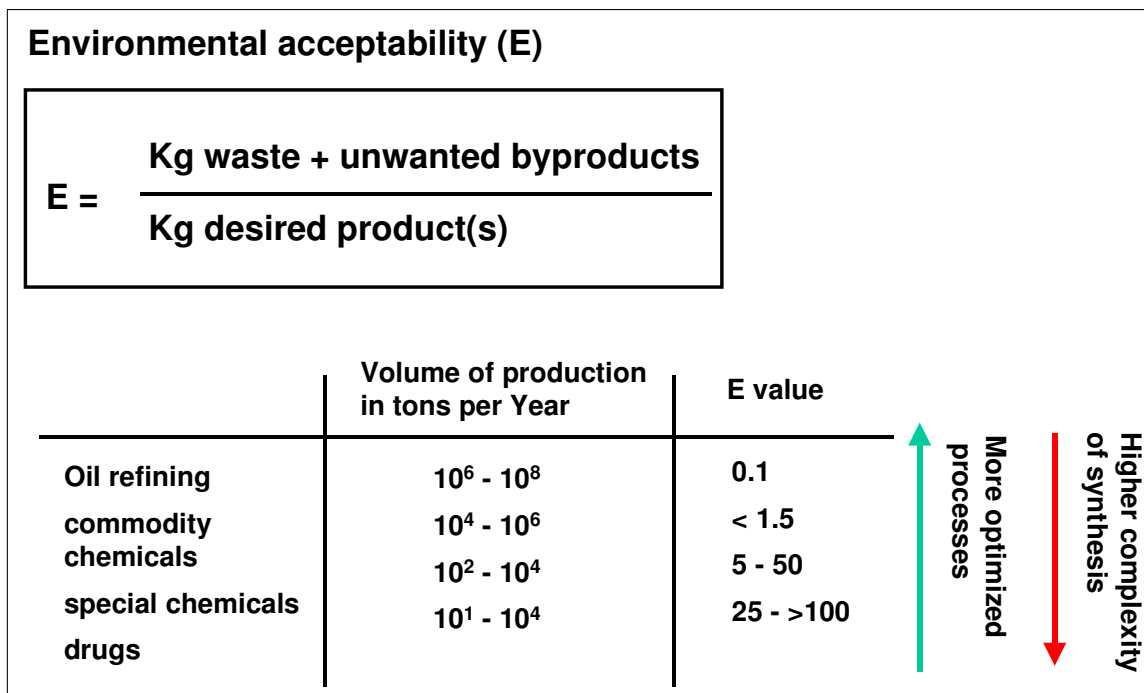 Environmental acceptability (E)
E =
Kg waste + unwanted byproducts
Kg desired product(s)
Volume of production
in tons per Year
E value
Oil refining
commodity
chemicals
special chemicals
drugs
10⁶ - 10⁸
10⁴ - 10⁶
10² - 10⁴
10¹ - 10⁴
0.1
< 1.5
5 - 50
25 - >100
More optimized
processes
Higher complexity
of synthesis